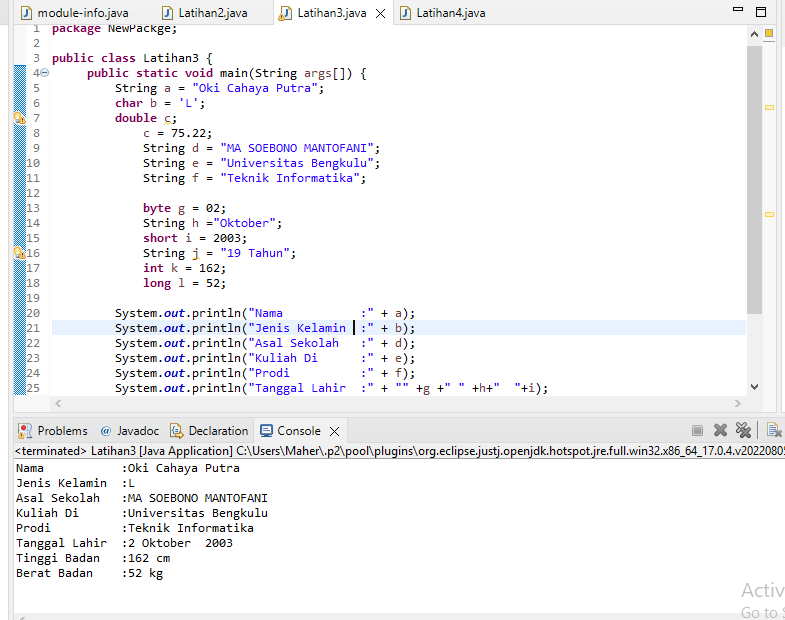 module-info.java Latihan2.java Latihan3.java Latihan4.java
1 package NewPackge;
2
3 public class Latihan3 {
4 public static void main(String args[]) {
5 String a = "Oki Cahaya Putra";
6 char b = 'L';
7 double c;
8 c = 75.22;
9 String d = "MA SOEBONO MANTOFANI";
10 String e = "Universitas Bengkulu";
11 String f = "Teknik Informatika";
12
13 byte g = 02;
14 String h ="Oktober";
15 short i = 2003;
16 String j = "19 Tahun";
17 int k = 162;
18 long l = 52;
19
20 System.out.println("Nama :" + a);
21 System.out.println("Jenis Kelamin :" + b);
22 System.out.println("Asal Sekolah :" + d);
23 System.out.println("Kuliah Di :" + e);
24 System.out.println("Prodi :" + f);
25 System.out.println("Tanggal Lahir :" + "" +g +" " +h+" "+i);
Problems @ Javadoc Declaration Console
<terminated> Latihan3 [Java Application] C:\Users\Maher\.p2\pool\plugins\org.eclipse.justj.openjdk.hotspot.jre.full.win32.x86_64_17.0.4.v20220805
Nama :Oki Cahaya Putra
Jenis Kelamin :L
Asal Sekolah :MA SOEBONO MANTOFANI
Kuliah Di :Universitas Bengkulu
Prodi :Teknik Informatika
Tanggal Lahir :2 Oktober 2003
Tinggi Badan :162 cm
Berat Badan :52 kg
Activ
Go to S